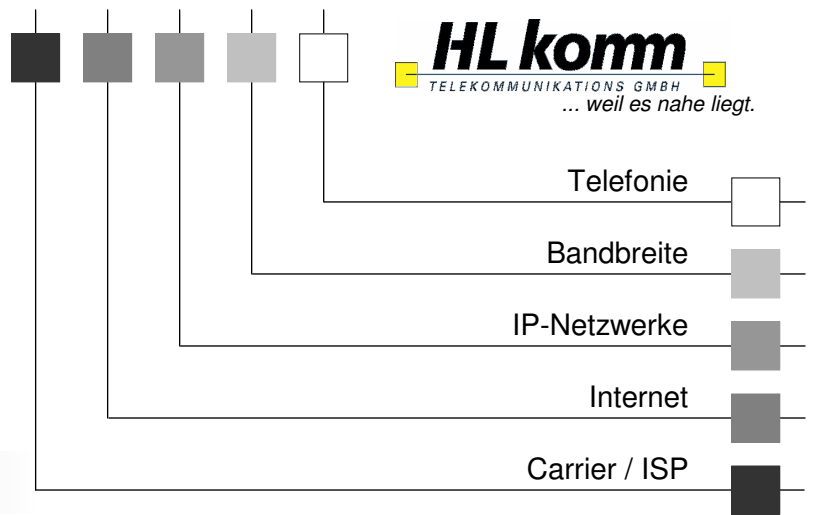 HL komm
TELEKOMMUNIKATIONS GMBH
... weil es nahe liegt.
Telefonie
Bandbreite
IP-Netzwerke
Internet
Carrier / ISP